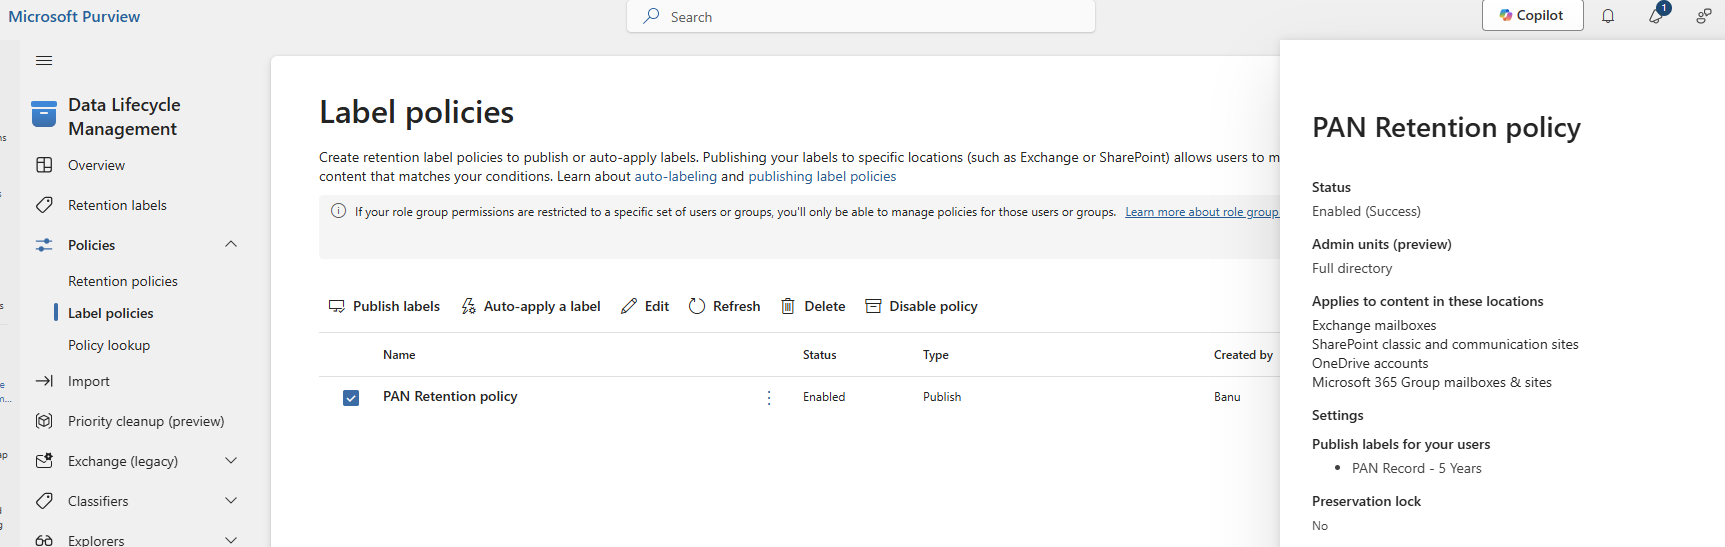 Microsoft Purview
Search
Copilot
1
Data Lifecycle
Management
Overview
Retention labels
Policies
Retention policies
Label policies
Policy lookup
Import
Priority cleanup (preview)
Exchange (legacy)
Classifiers
Explorers
Label policies
Create retention label policies to publish or auto-apply labels. Publishing your labels to specific locations (such as Exchange or SharePoint) allows users to m
content that matches your conditions. Learn about auto-labeling and publishing label policies
If your role group permissions are restricted to a specific set of users or groups, you'll only be able to manage policies for those users or groups. Learn more about role group
Publish labels Auto-apply a label Edit Refresh Delete Disable policy
Name Status Type Created by
PAN Retention policy Enabled Publish Banu
PAN Retention policy
Status
Enabled (Success)
Admin units (preview)
Full directory
Applies to content in these locations
Exchange mailboxes
SharePoint classic and communication sites
OneDrive accounts
Microsoft 365 Group mailboxes & sites
Settings
Publish labels for your users
• PAN Record - 5 Years
Preservation lock
No